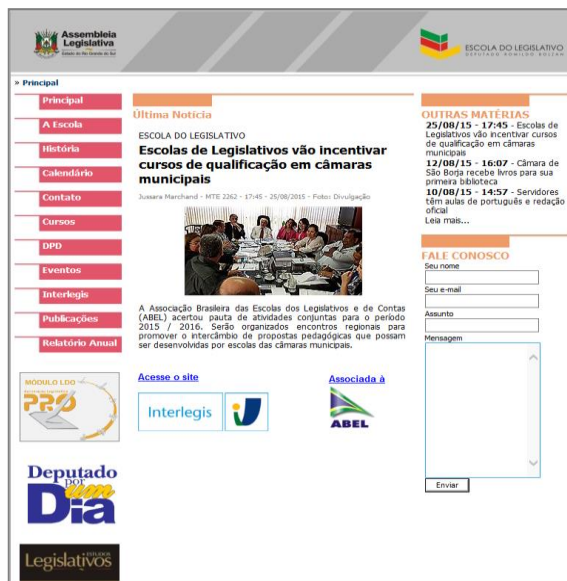 Assembleia
Legislativa
Estado do Rio Grande do Sul
ESCOLA DO LEGISLATIVO
DEPUTADO ROMILDO BOLZAN
» Principal
Principal
A Escola
História
Calendário
Contato
Cursos
DPD
Eventos
Interlegis
Publicações
Relatório Anual
MÓDULO LDO
PRO
Deputado
por
um
Dia
ESTUDOS
Legislativos
Última Notícia
ESCOLA DO LEGISLATIVO
Escolas de Legislativos vão incentivar
cursos de qualificação em câmaras
municipais
Jussara Marchand - MTE 2262 - 17:45 - 25/08/2015 - Foto: Divulgação
A Associação Brasileira das Escolas dos Legislativos e de Contas
(ABEL) acertou pauta de atividades conjuntas para o período
2015 / 2016. Serão organizados encontros regionais para
promover o intercâmbio de propostas pedagógicas que possam
ser desenvolvidas por escolas das câmaras municipais.
Acesse o site
Interlegis
Associada à
ABEL
OUTRAS MATÉRIAS
25/08/15 - 17:45 - Escolas de
Legislativos vão incentivar cursos
de qualificação em câmaras
municipais
12/08/15 - 16:07 - Câmara de
São Borja recebe livros para sua
primeira biblioteca
10/08/15 - 14:57 - Servidores
têm aulas de português e redação
oficial
Leia mais...
FALE CONOSCO
Seu nome
Seu e-mail
Assunto
Mensagem
Enviar